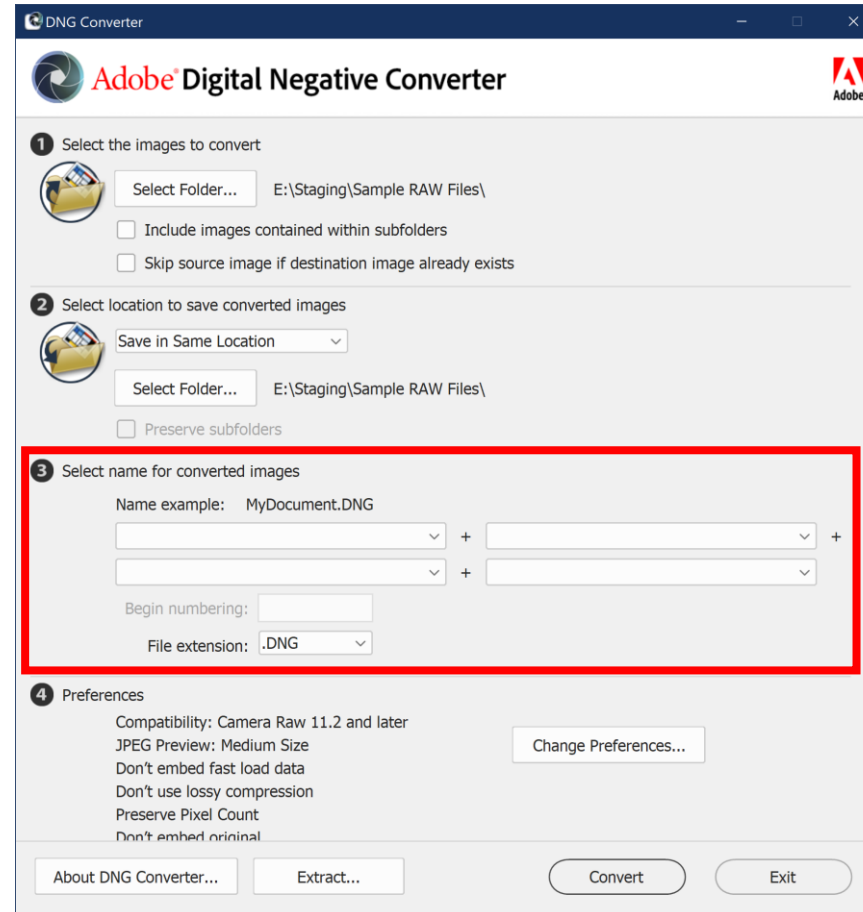 DNG Converter
Adobe® Digital Negative Converter
Adobe
1 Select the images to convert
Select Folder... E:\Staging\Sample RAW Files\
Include images contained within subfolders
Skip source image if destination image already exists
2 Select location to save converted images
Save in Same Location
Select Folder... E:\Staging\Sample RAW Files\
Preserve subfolders
3 Select name for converted images
Name example: MyDocument.DNG
+ +
+
Begin numbering:
File extension: .DNG
4 Preferences
Compatibility: Camera Raw 11.2 and later
JPEG Preview: Medium Size
Change Preferences...
Don't embed fast load data
Don't use lossy compression
Preserve Pixel Count
Don't embed original
About DNG Converter... Extract... Convert Exit